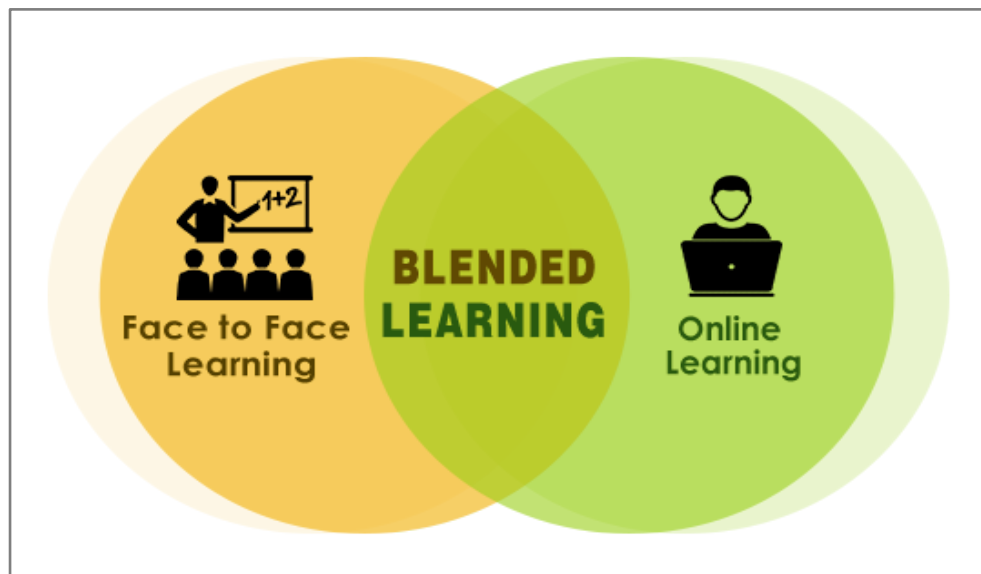 1+2
Face to Face
Learning
BLENDED
LEARNING
Online
Learning